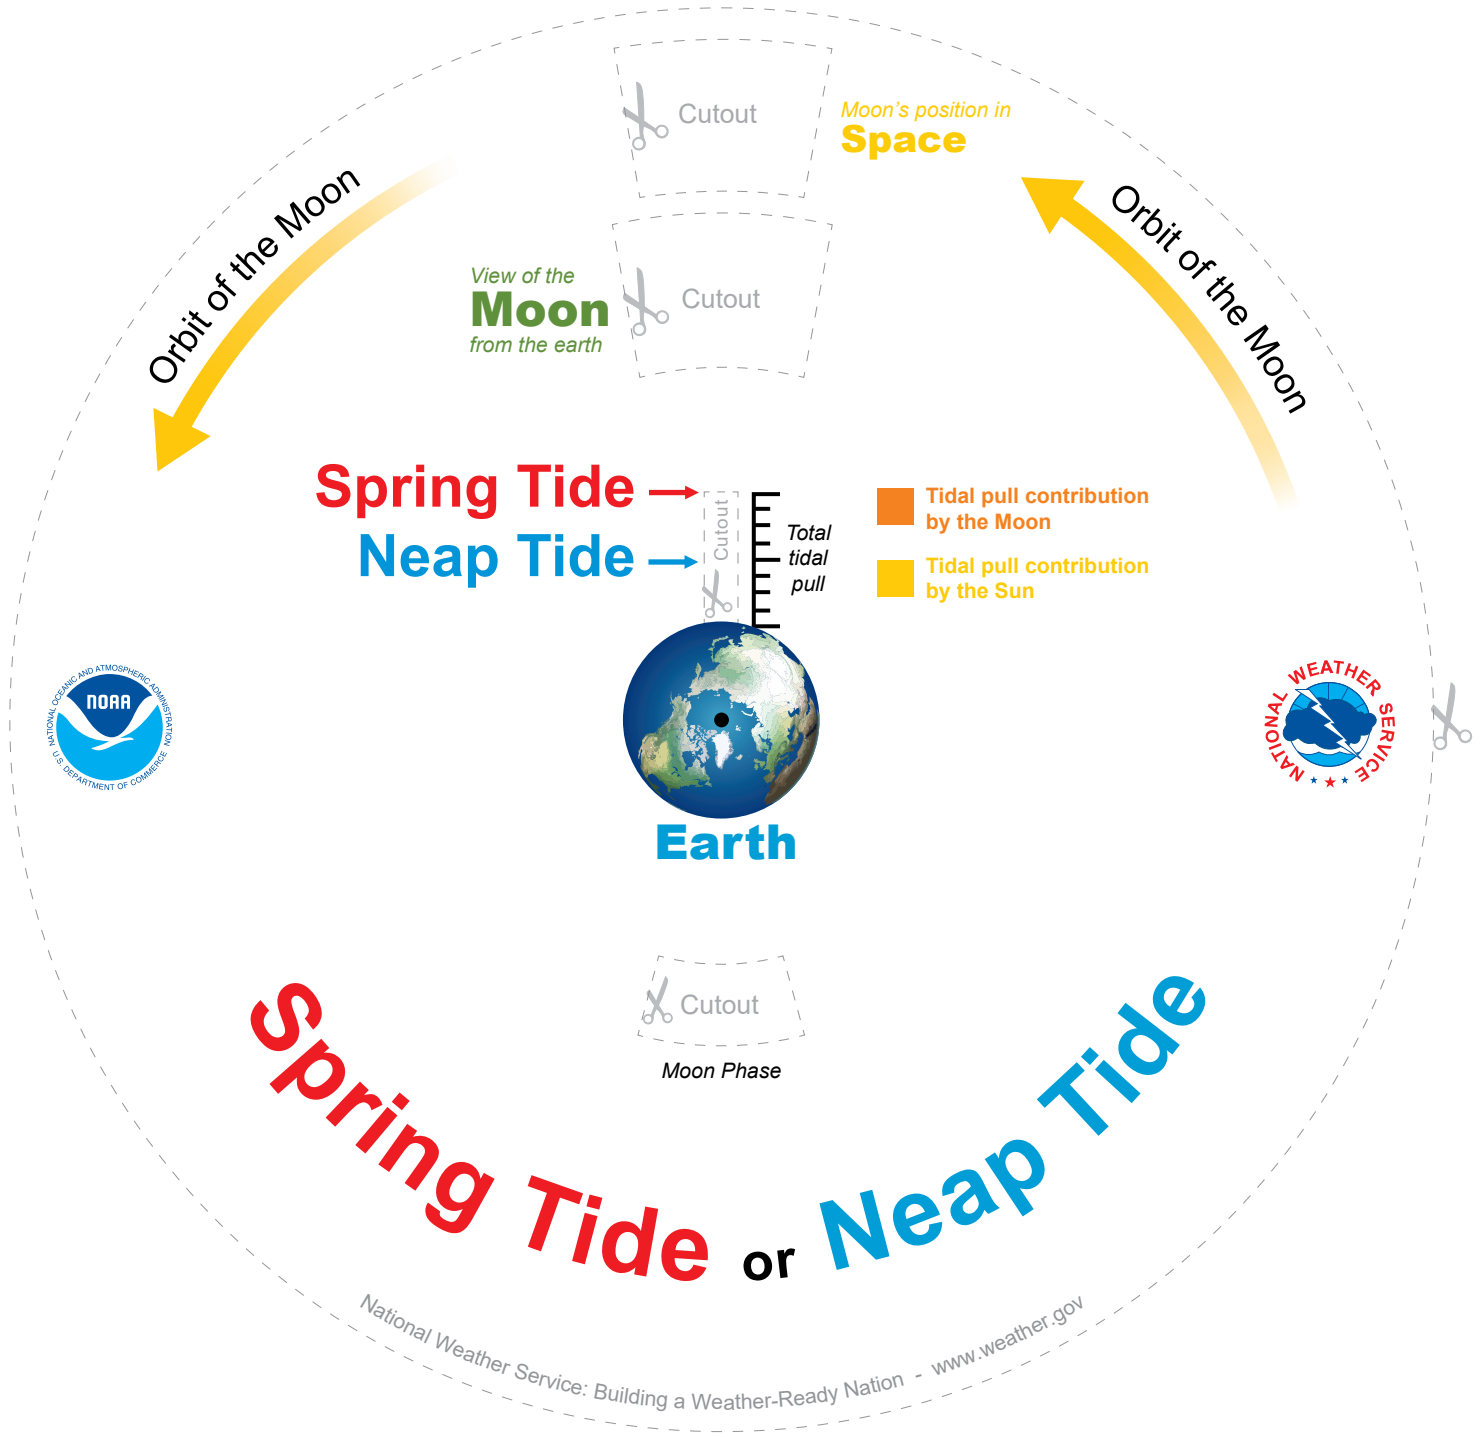 Cutout
Moon's position in
Space
Orbit of the Moon
Orbit of the Moon
View of the
Moon
from the earth
Cutout
Spring Tide
Neap Tide
Cutout
Total
tidal
pull
Tidal pull contribution
by the Moon
Tidal pull contribution
by the Sun
NATIONAL OCEANIC AND ATMOSPHERIC ADMINISTRATION
NOAA
U.S. DEPARTMENT OF COMMERCE
NATIONAL WEATHER SERVICE
Earth
Cutout
Moon Phase
Spring Tide or Neap Tide
National Weather Service: Building a Weather-Ready Nation - www.weather.gov